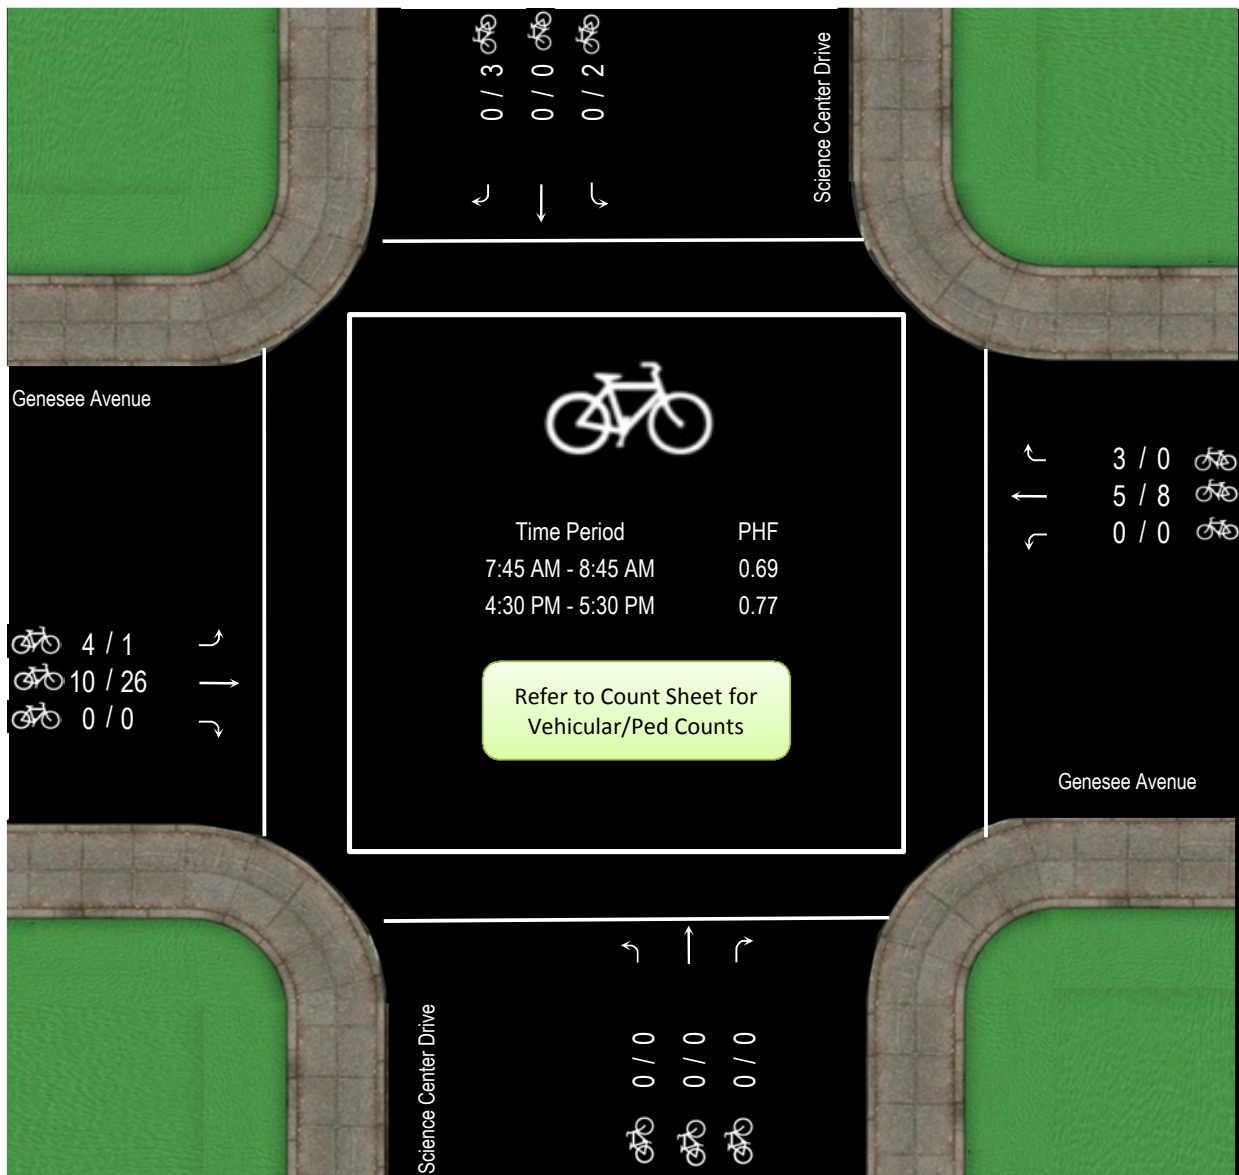 0 / 3
0 / 0
0 / 2
Science Center Drive
Genesee Avenue
3 / 0
5 / 8
0 / 0
Time Period PHF
7:45 AM - 8:45 AM 0.69
4:30 PM - 5:30 PM 0.77
4 / 1
10 / 26
0 / 0
Refer to Count Sheet for
Vehicular/Ped Counts
Genesee Avenue
Science Center Drive
0 / 0
0 / 0
0 / 0